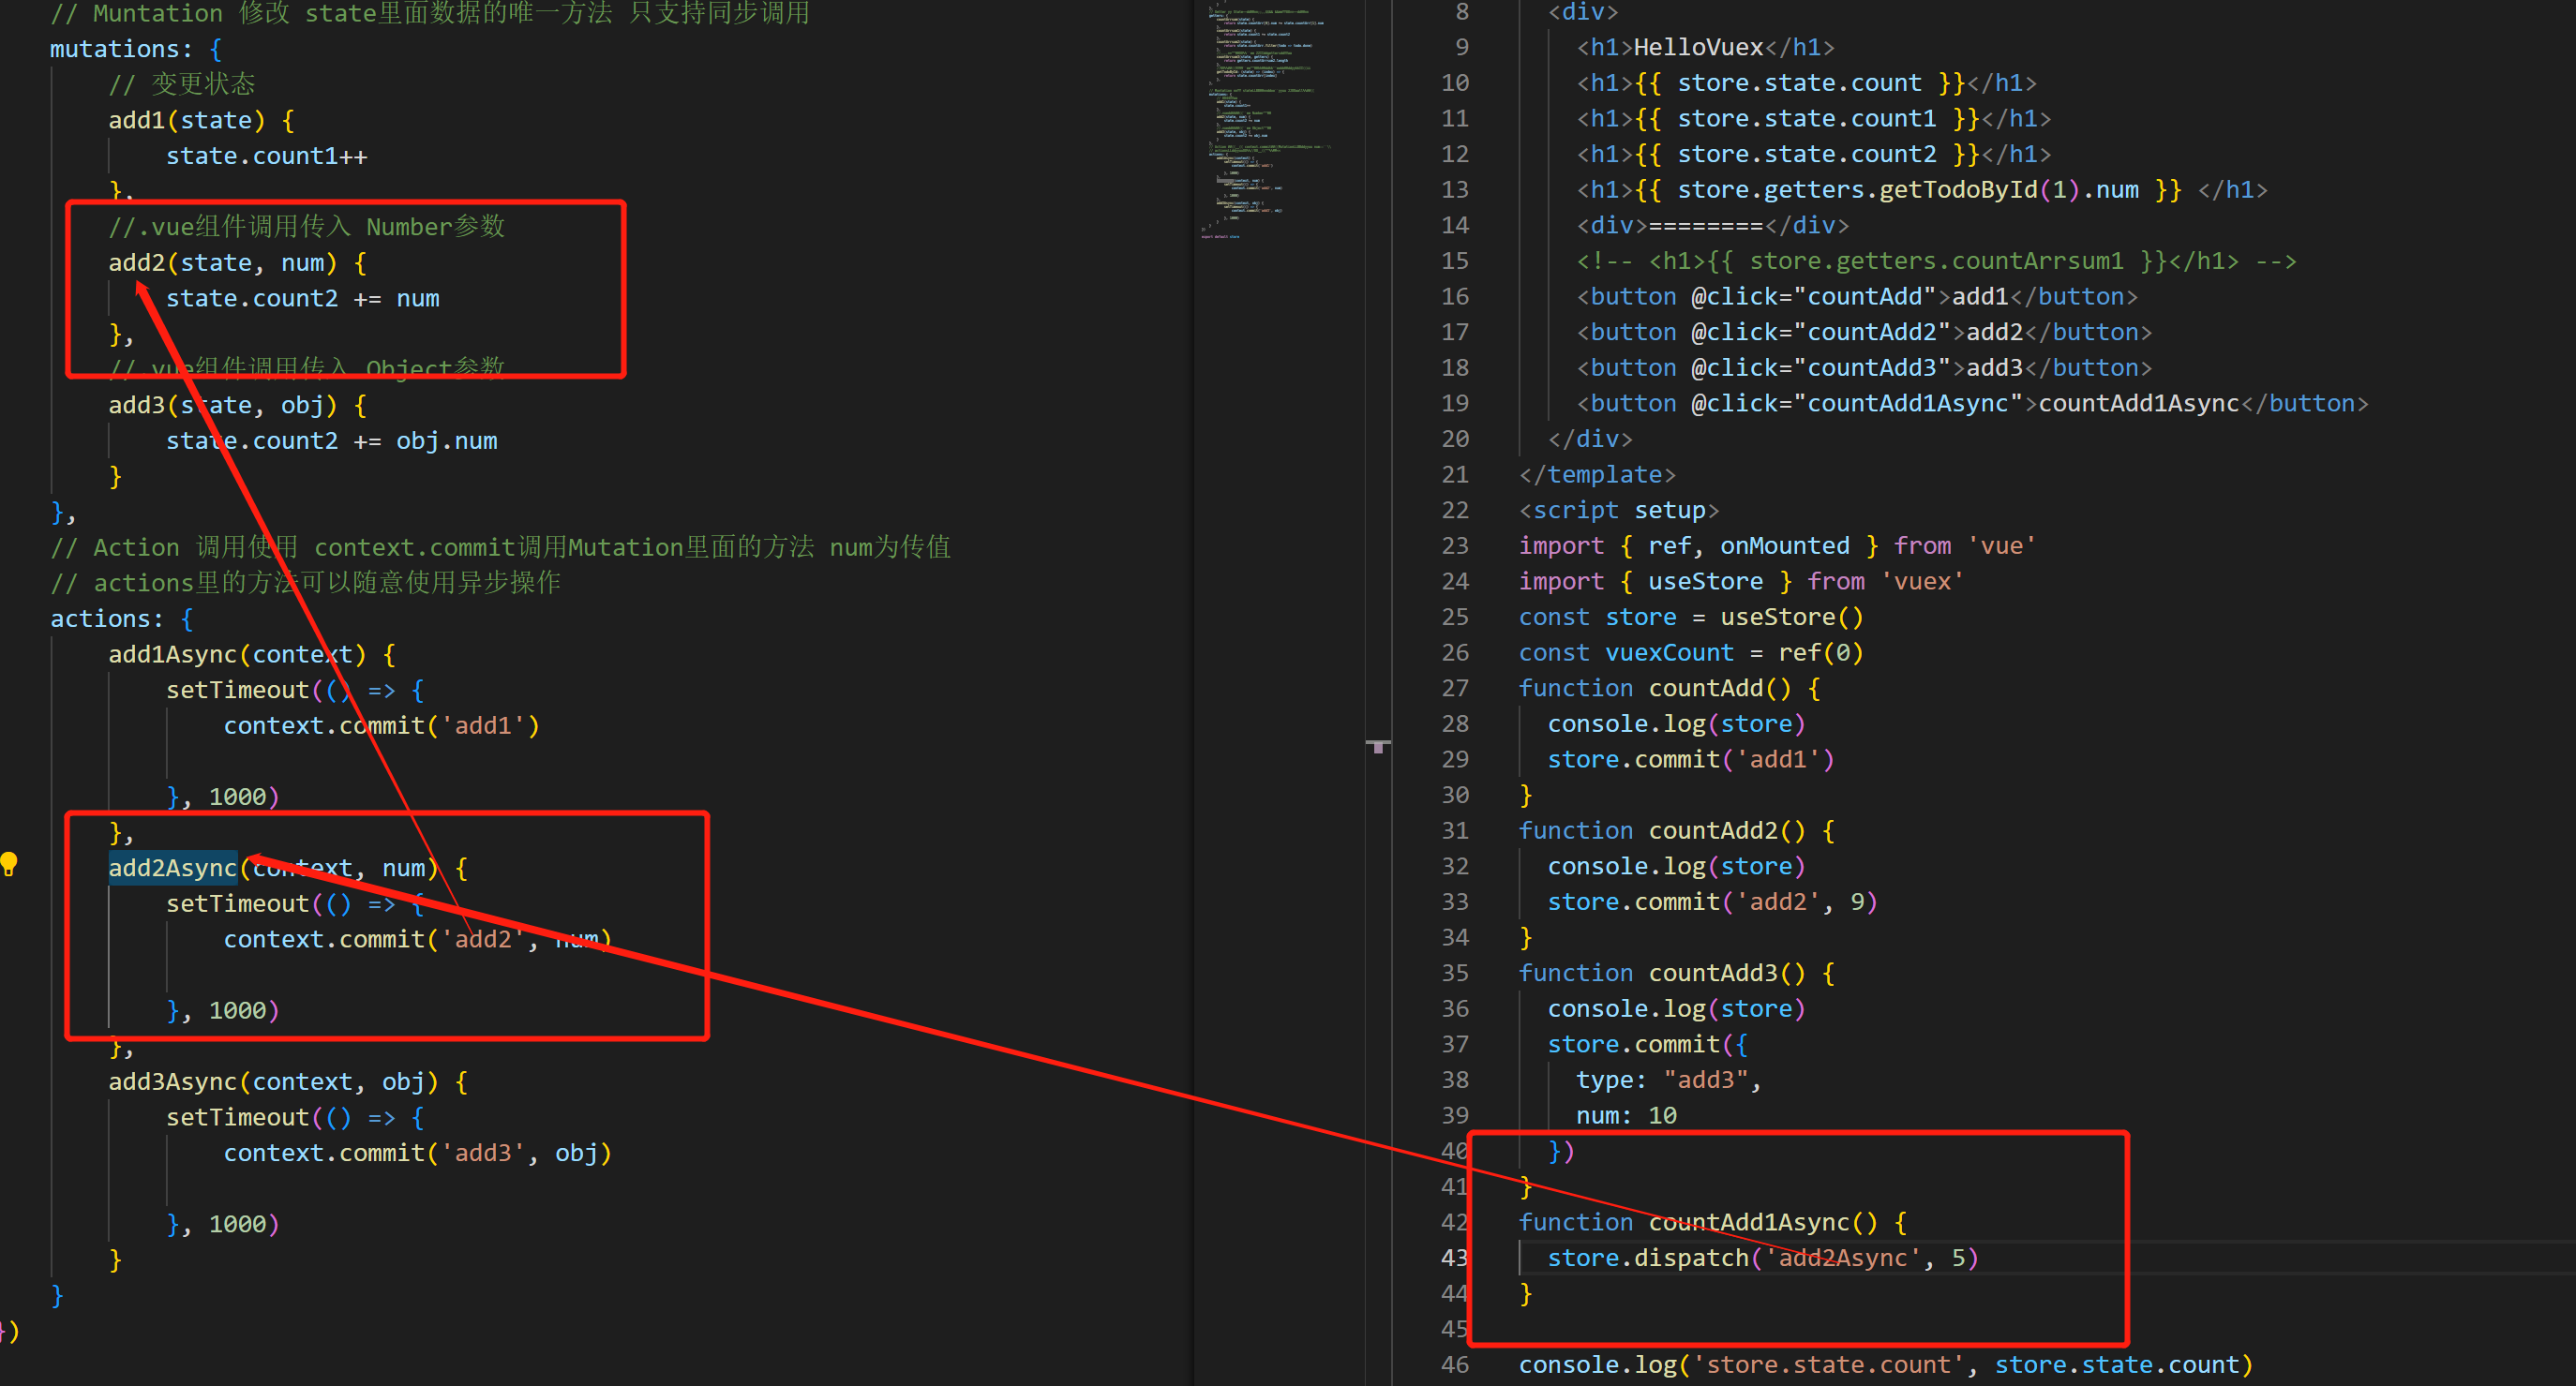 // Muntation 修改 state里面数据的唯一方法 只支持同步调用
mutations: {
// 变更状态
add1(state) {
state.count1++
},
//.vue组件调用传入 Number参数
add2(state, num) {
state.count2 += num
},
//.vue组件调用传入 Object参数
add3(state, obj) {
state.count2 += obj.num
}
},
// Action 调用使用 context.commit调用Mutation里面的方法 num为传值
// actions里的方法可以随意使用异步操作
actions: {
add1Async(context) {
setTimeout(() => {
context.commit('add1')
}, 1000)
},
add2Async(context, num) {
setTimeout(() => {
context.commit('add2', num)
}, 1000)
},
add3Async(context, obj) {
setTimeout(() => {
context.commit('add3', obj)
}, 1000)
}
}
})
8 <div>
9 <h1>HelloVuex</h1>
10 <h1>{{ store.state.count }}</h1>
11 <h1>{{ store.state.count1 }}</h1>
12 <h1>{{ store.state.count2 }}</h1>
13 <h1>{{ store.getters.getTodoById(1).num }} </h1>
14 <div>========</div>
15 <!-- <h1>{{ store.getters.countArrsum1 }}</h1> -->
16 <button @click="countAdd">add1</button>
17 <button @click="countAdd2">add2</button>
18 <button @click="countAdd3">add3</button>
19 <button @click="countAdd1Async">countAdd1Async</button>
20 </div>
21 </template>
22 <script setup>
23 import { ref, onMounted } from 'vue'
24 import { useStore } from 'vuex'
25 const store = useStore()
26 const vuexCount = ref(0)
27 function countAdd() {
28 console.log(store)
29 store.commit('add1')
30 }
31 function countAdd2() {
32 console.log(store)
33 store.commit('add2', 9)
34 }
35 function countAdd3() {
36 console.log(store)
37 store.commit({
38 type: "add3",
39 num: 10
40 })
41 }
42 function countAdd1Async() {
43 store.dispatch('add2Async', 5)
44 }
45
46 console.log('store.state.count', store.state.count)